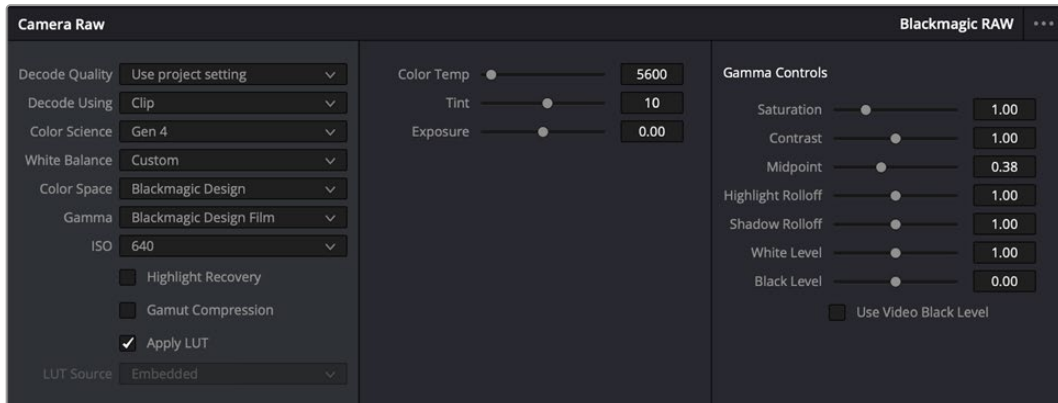 Camera Raw
Blackmagic RAW
Decode Quality Use project setting
Decode Using Clip
Color Science Gen 4
White Balance Custom
Color Space Blackmagic Design
Gamma Blackmagic Design Film
ISO 640
Highlight Recovery
Gamut Compression
Apply LUT
LUT Source Embedded
Color Temp 5600
Tint 10
Exposure 0.00
Gamma Controls
Saturation 1.00
Contrast 1.00
Midpoint 0.38
Highlight Rolloff 1.00
Shadow Rolloff 1.00
White Level 1.00
Black Level 0.00
Use Video Black Level